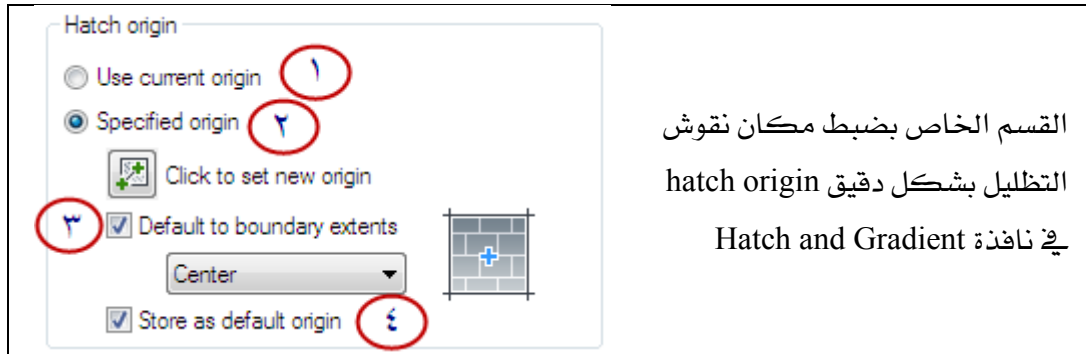 Hatch origin
Use current origin ١
Specified origin ٢
Click to set new origin
٣ Default to boundary extents
Center
Store as default origin ٤
القسم الخاص بضبط مكان نقوش
التظليل بشكل دقيق hatch origin
في نافذة Hatch and Gradient